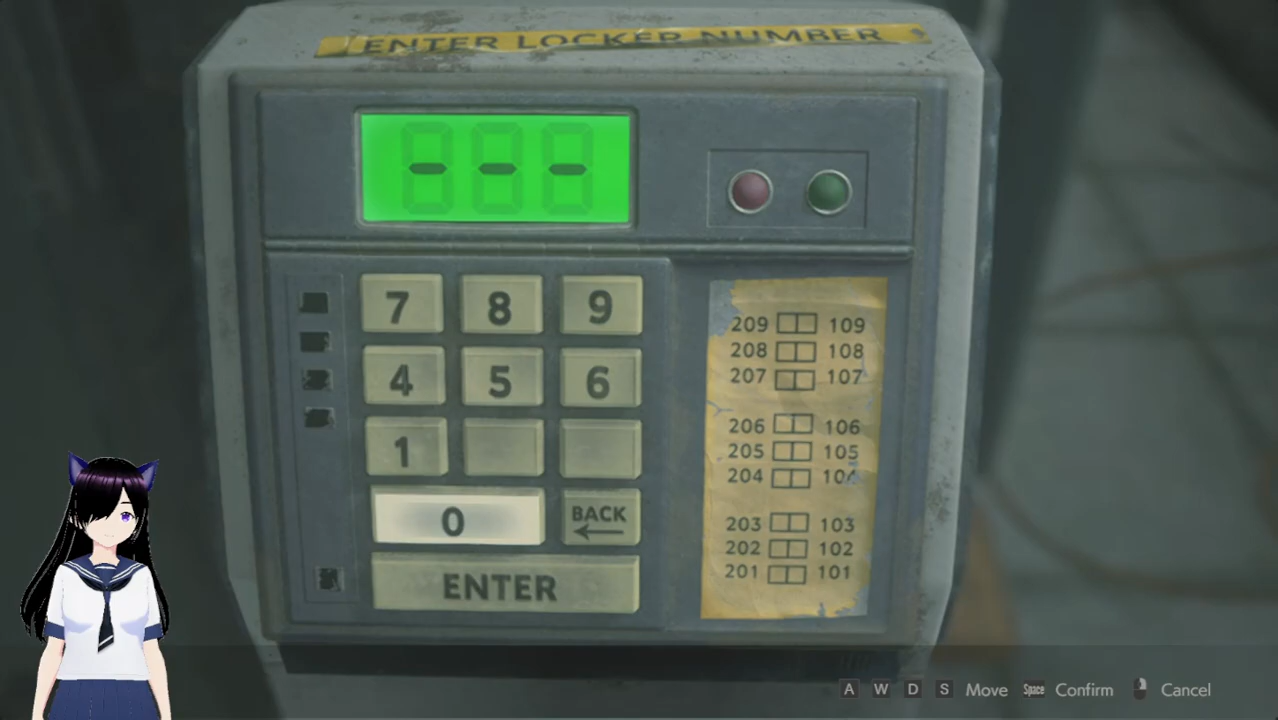 ENTER LOCKER NUMBER
- - -
7 8 9
4 5 6
1
0 BACK
ENTER
209 109
208 108
207 107
206 106
205 105
204 104
203 103
202 102
201 101
A W D S Move Space Confirm Cancel